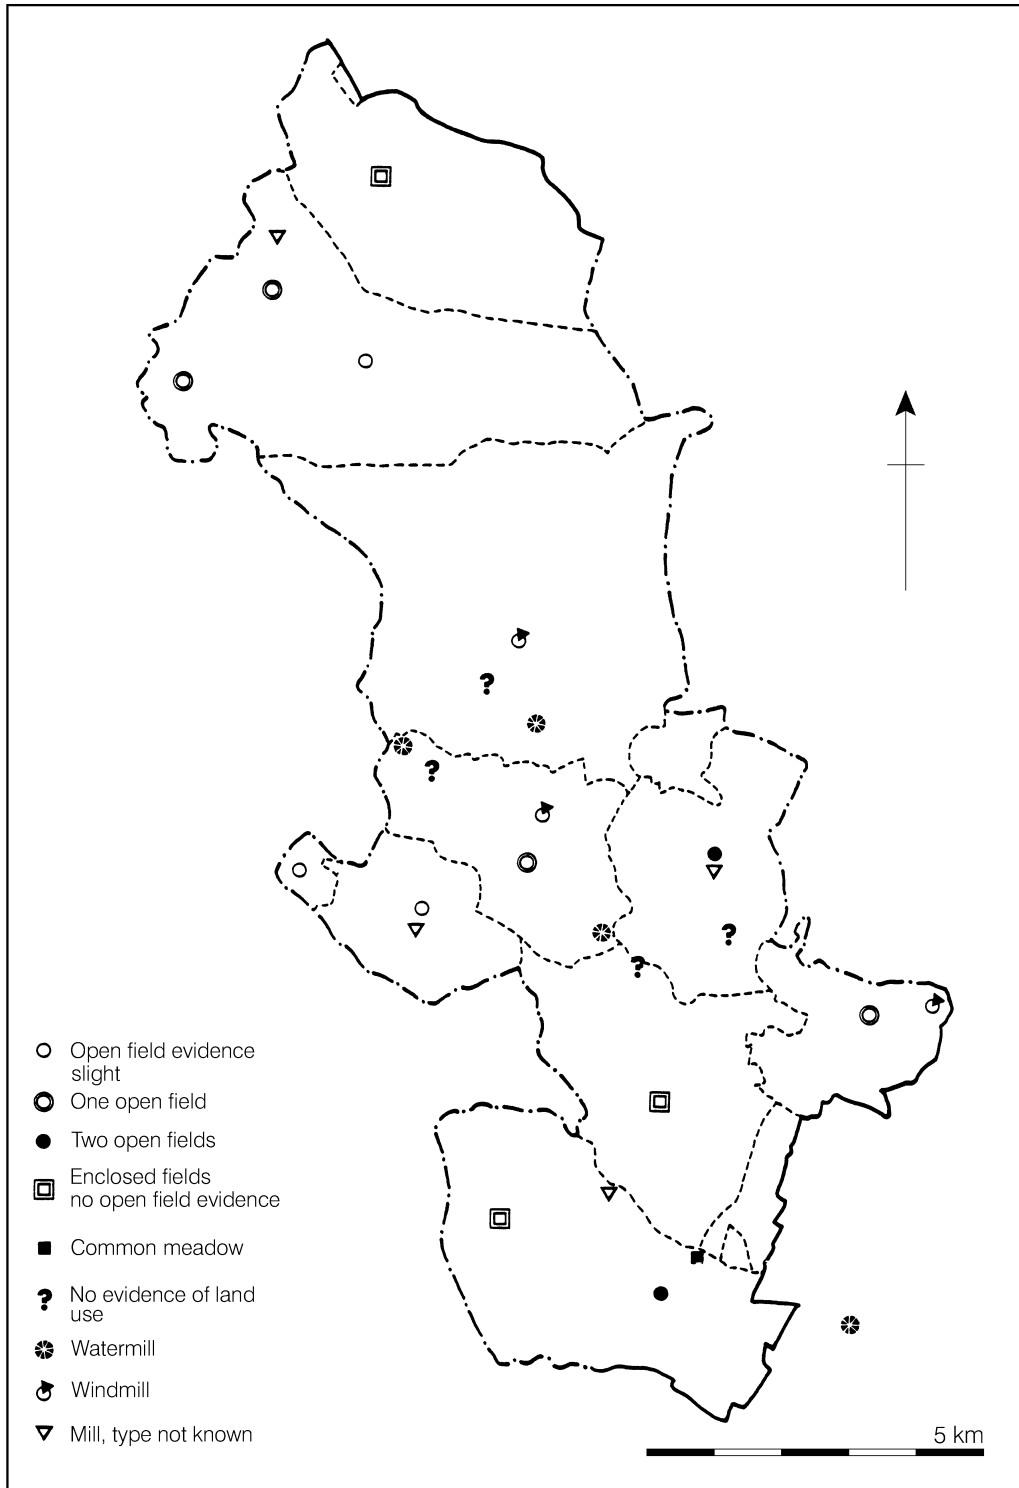 Open field evidence
slight
One open field
Two open fields
Enclosed fields
no open field evidence
Common meadow
No evidence of land
use
Watermill
Windmill
Mill, type not known
5 km
?
?
?
?